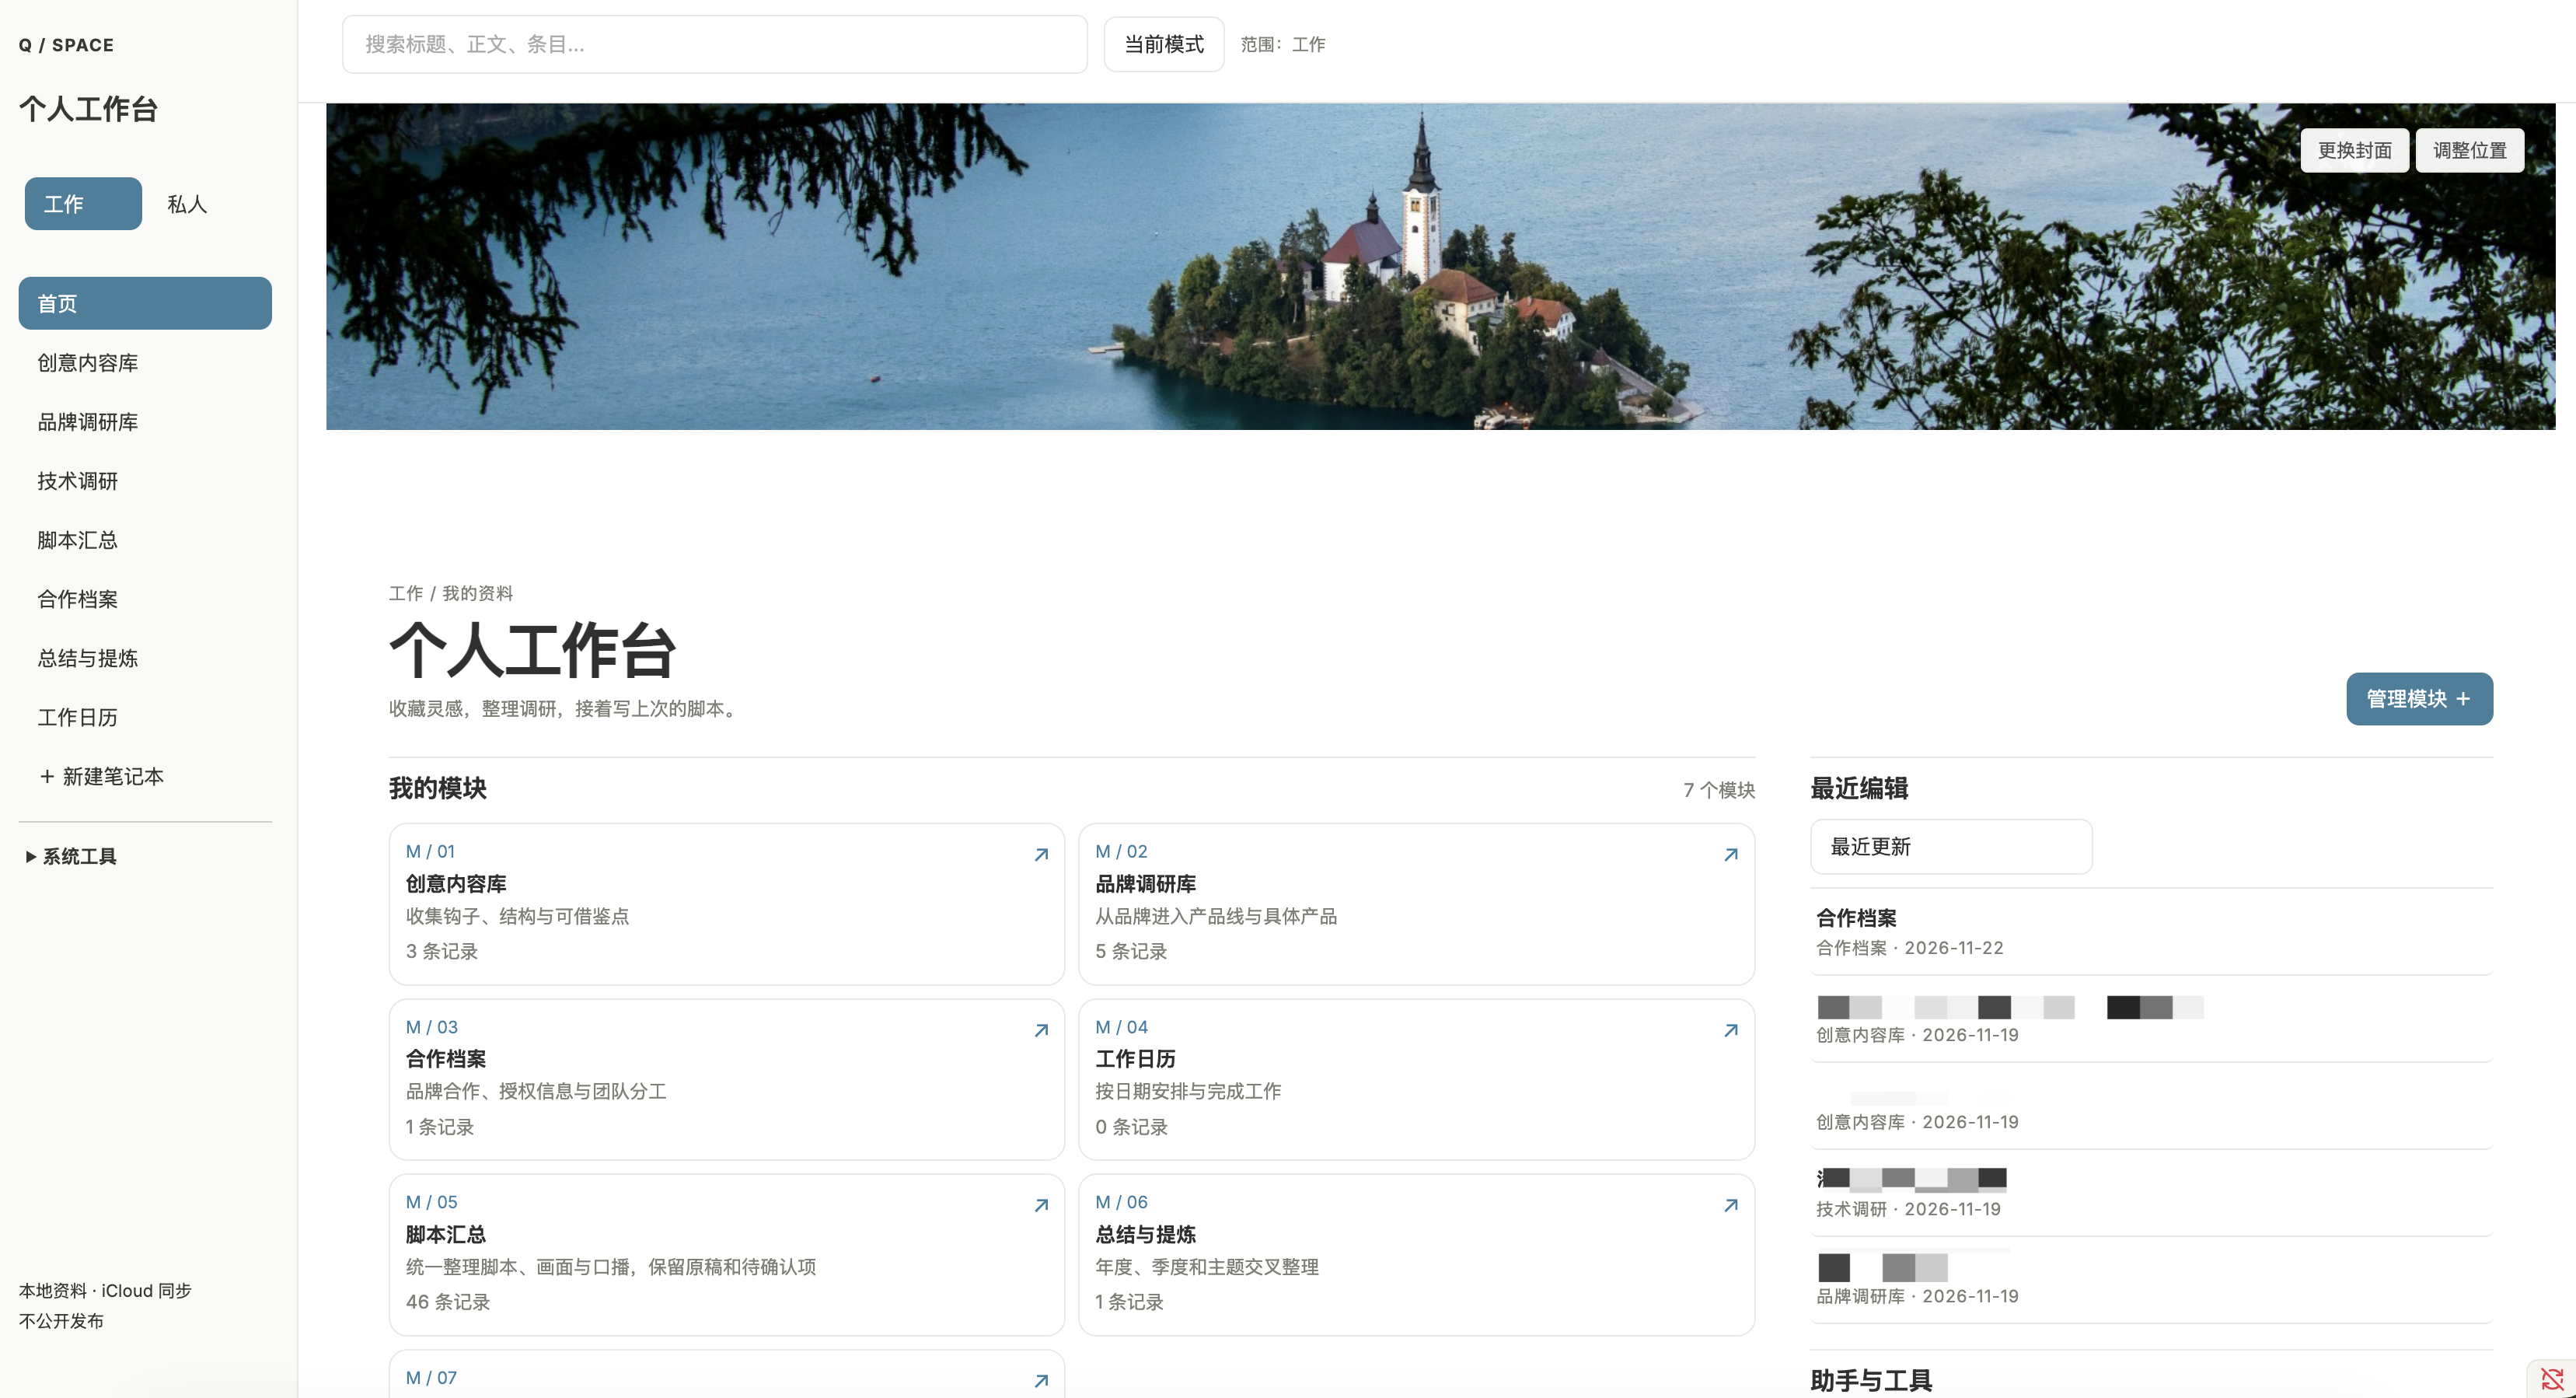 Q / SPACE
个人工作台
工作
私人
首页
创意内容库
品牌调研库
技术调研
脚本汇总
合作档案
总结与提炼
工作日历
+ 新建笔记本
系统工具
本地资料 · iCloud 同步
不公开发布
搜索标题、正文、条目...
当前模式
范围：工作
更换封面
调整位置
工作 / 我的资料
个人工作台
收藏灵感，整理调研，接着写上次的脚本。
管理模块 +
我的模块
7 个模块
M / 01
创意内容库
收集钩子、结构与可借鉴点
3 条记录
M / 02
品牌调研库
从品牌进入产品线与具体产品
5 条记录
M / 03
合作档案
品牌合作、授权信息与团队分工
1 条记录
M / 04
工作日历
按日期安排与完成工作
0 条记录
M / 05
脚本汇总
统一整理脚本、画面与口播，保留原稿和待确认项
46 条记录
M / 06
总结与提炼
年度、季度和主题交叉整理
1 条记录
M / 07
最近编辑
最近更新
合作档案
合作档案 · 2026-11-22
创意内容库 · 2026-11-19
创意内容库 · 2026-11-19
技术调研 · 2026-11-19
品牌调研库 · 2026-11-19
助手与工具